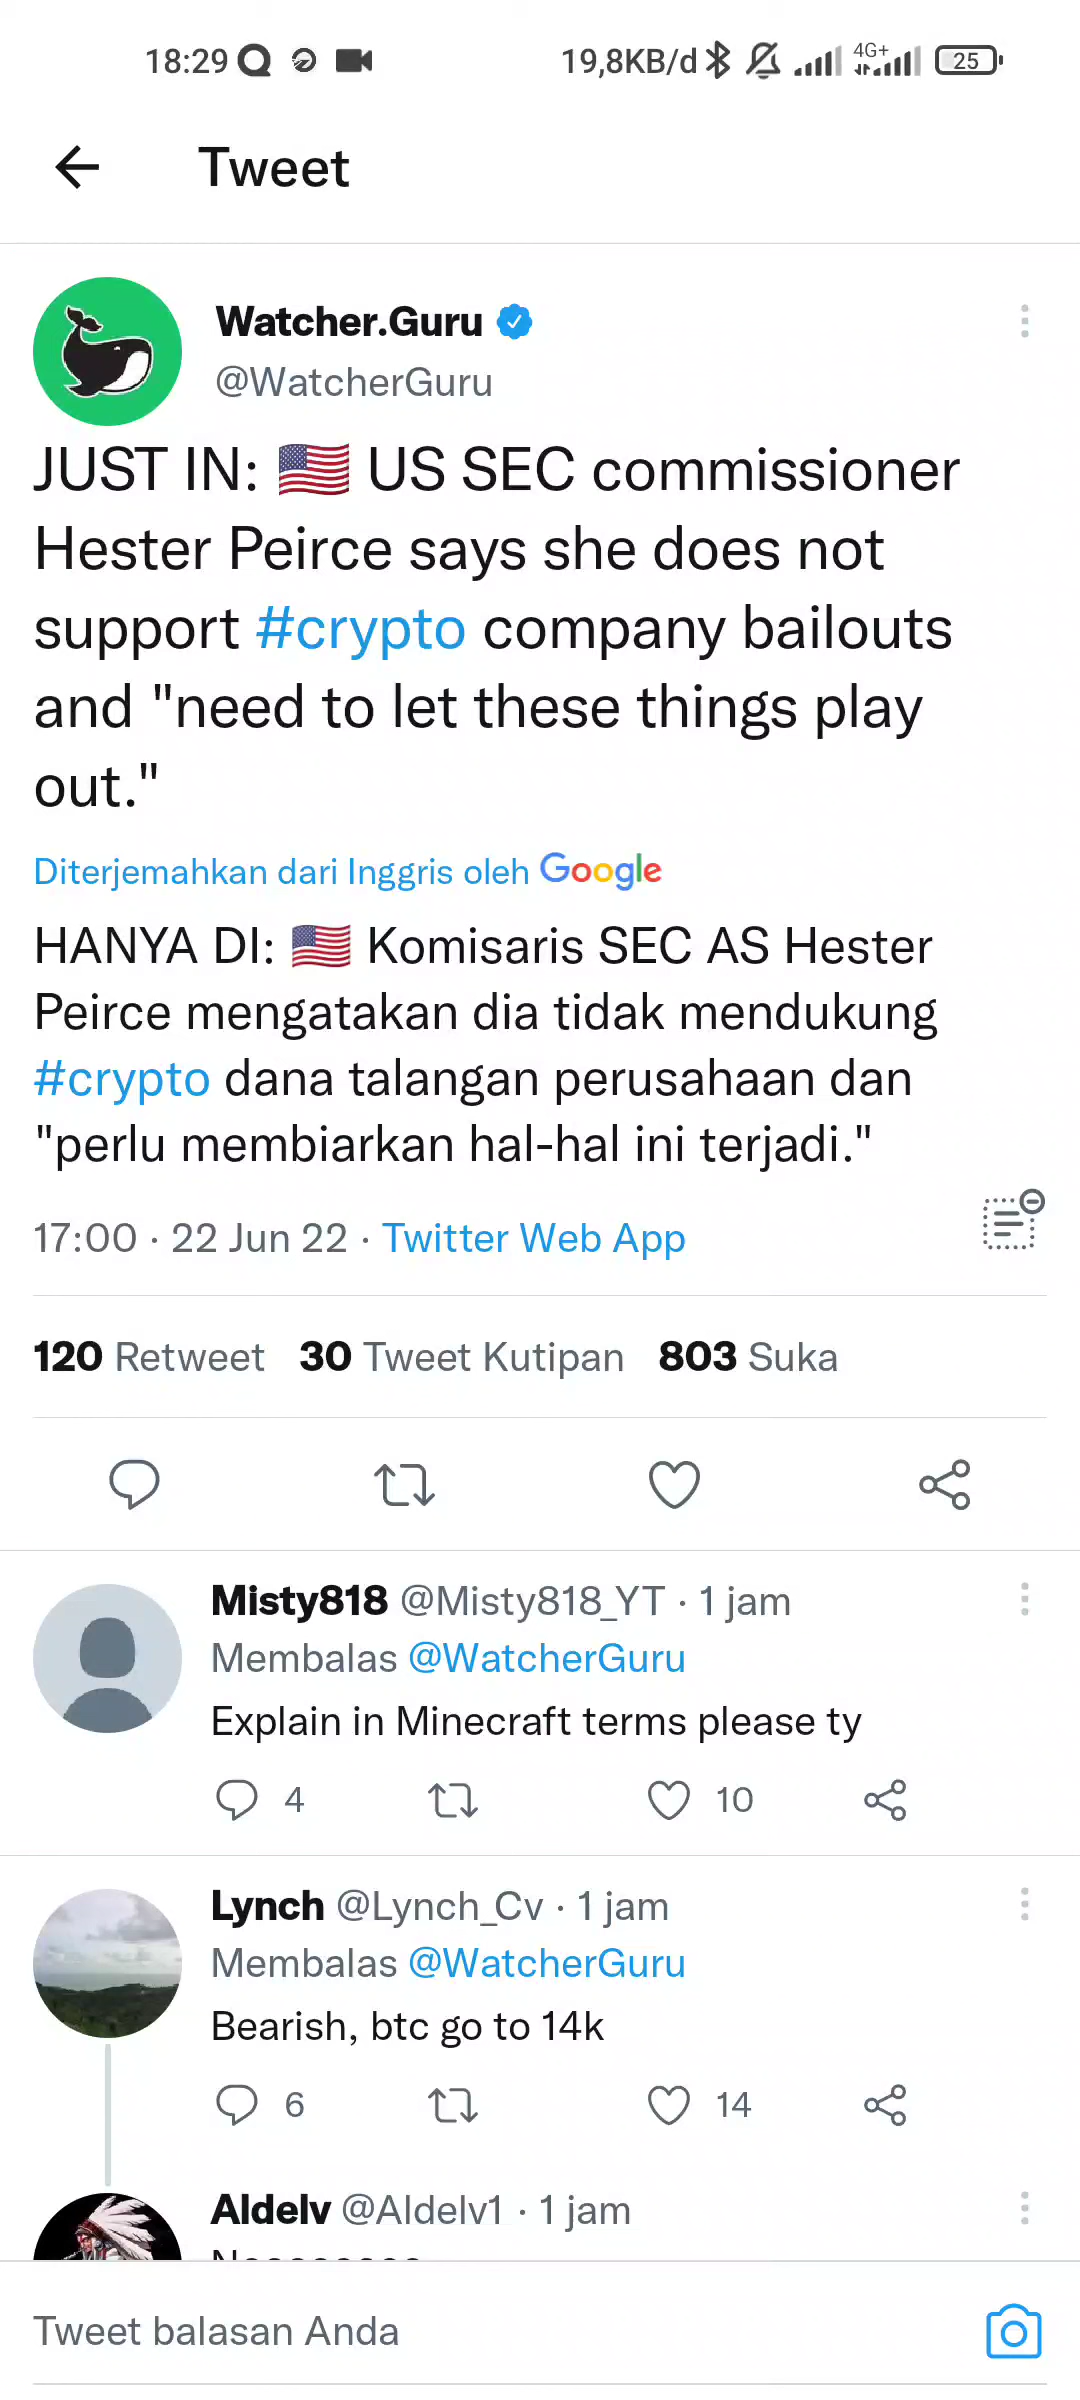 18:29 19,8KB/d 4G+ 25
Tweet
Watcher.Guru
@WatcherGuru
JUST IN: 🇺🇸 US SEC commissioner
Hester Peirce says she does not
support #crypto company bailouts
and "need to let these things play
out."
Diterjemahkan dari Inggris oleh Google
HANYA DI: 🇺🇸 Komisaris SEC AS Hester
Peirce mengatakan dia tidak mendukung
#crypto dana talangan perusahaan dan
"perlu membiarkan hal-hal ini terjadi."
17:00 · 22 Jun 22 · Twitter Web App
120 Retweet 30 Tweet Kutipan 803 Suka
Misty818 @Misty818_YT · 1 jam
Membalas @WatcherGuru
Explain in Minecraft terms please ty
4 10
Lynch @Lynch_Cv · 1 jam
Membalas @WatcherGuru
Bearish, btc go to 14k
6 14
Aldelv @Aldelv1 · 1 jam
Tweet balasan Anda